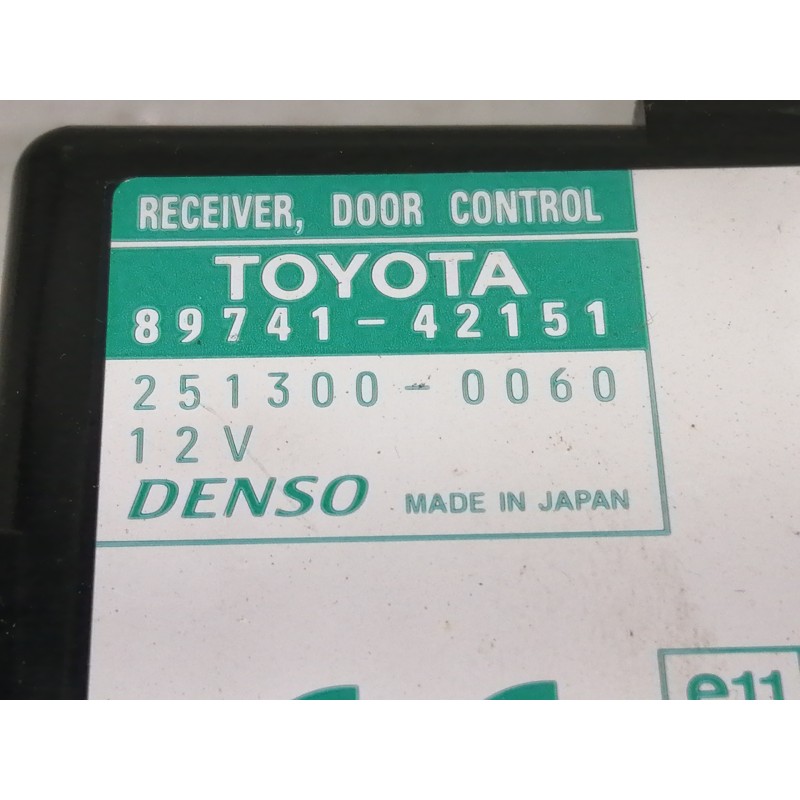 RECEIVER, DOOR CONTROL
TOYOTA
89741-42151
251300-0060
12V
DENSO MADE IN JAPAN
e11